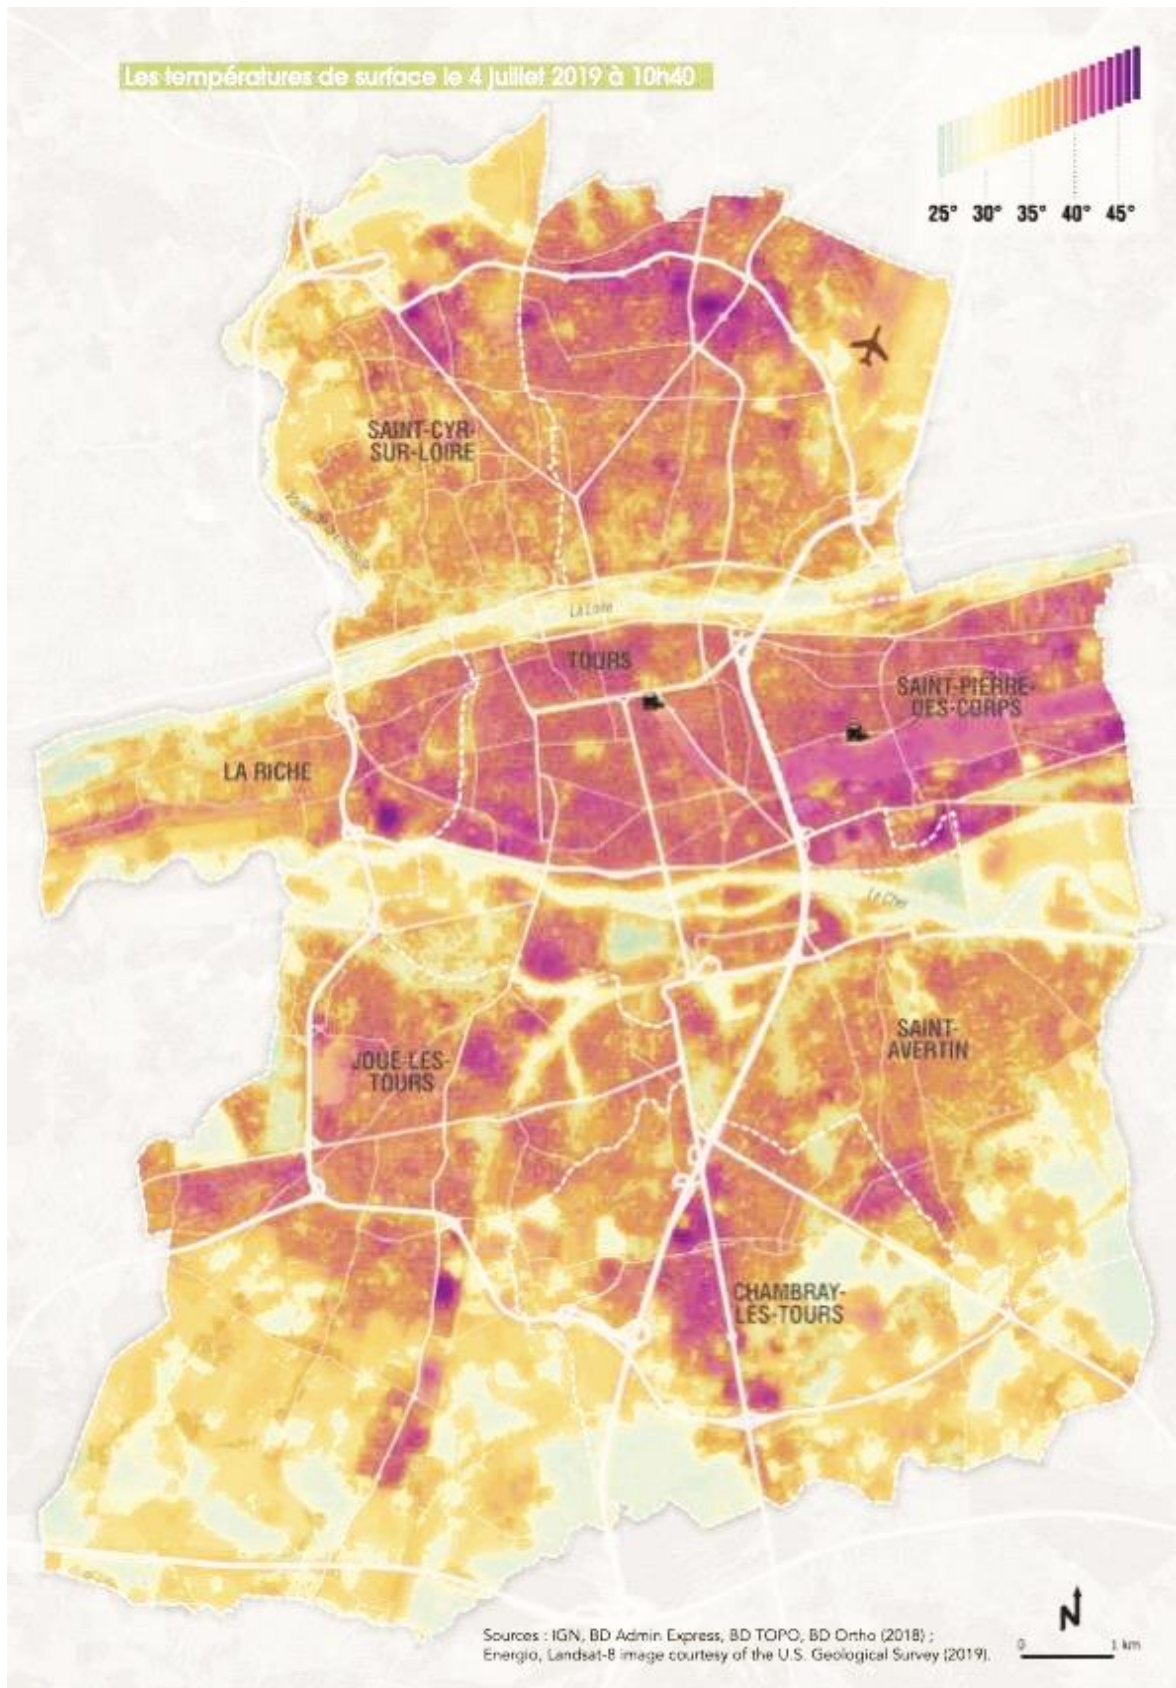 Les températures de surface le 4 juillet 2019 à 10h40
25° 30° 35° 40° 45°
SAINT-CYR-
SUR-LOIRE
La Loire
TOURS
SAINT-PIERRE-
DES-CORPS
LA RICHE
Le Cher
SAINT-
AVERTIN
JOUE-LES-
TOURS
CHAMBRAY-
LES-TOURS
N
Sources : IGN, BD Admin Express, BD TOPO, BD Ortho (2018) ;
Energio, Landsat-8 image courtesy of the U.S. Geological Survey (2019).
0 1 km